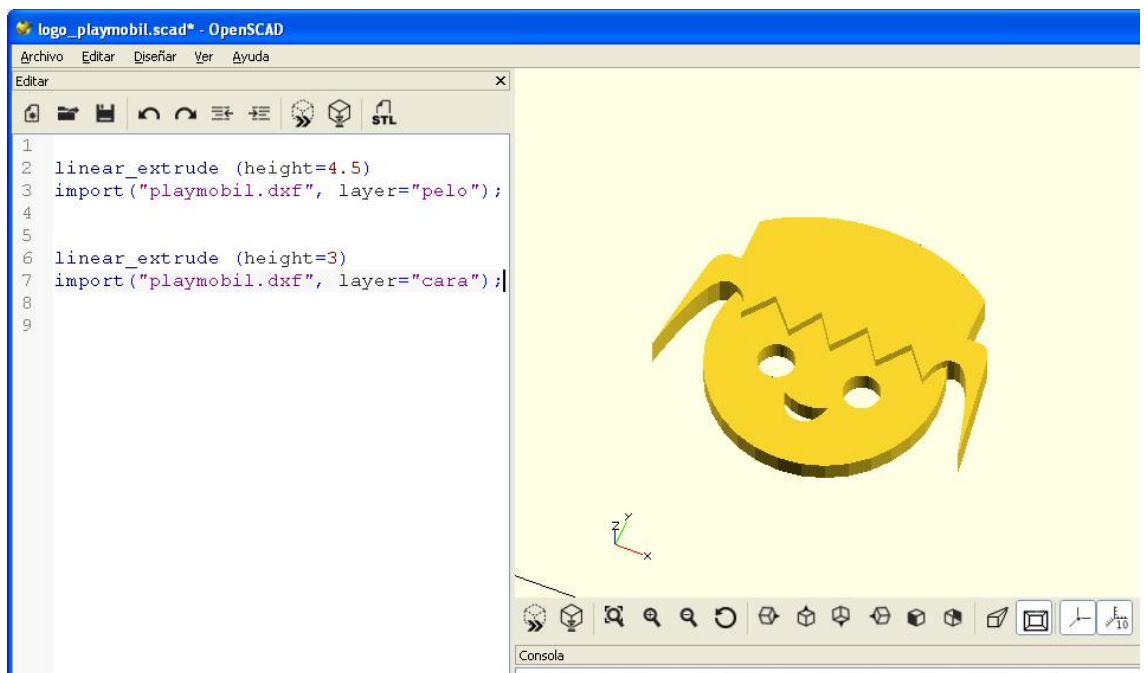 logo_playmobil.scad* - OpenSCAD
Archivo Editar Diseñar Ver Ayuda
Editar
STL
1
2 linear_extrude (height=4.5)
3 import("playmobil.dxf", layer="pelo");
4
5
6 linear_extrude (height=3)
7 import("playmobil.dxf", layer="cara");
8
9
Z Y
X
10
Consola